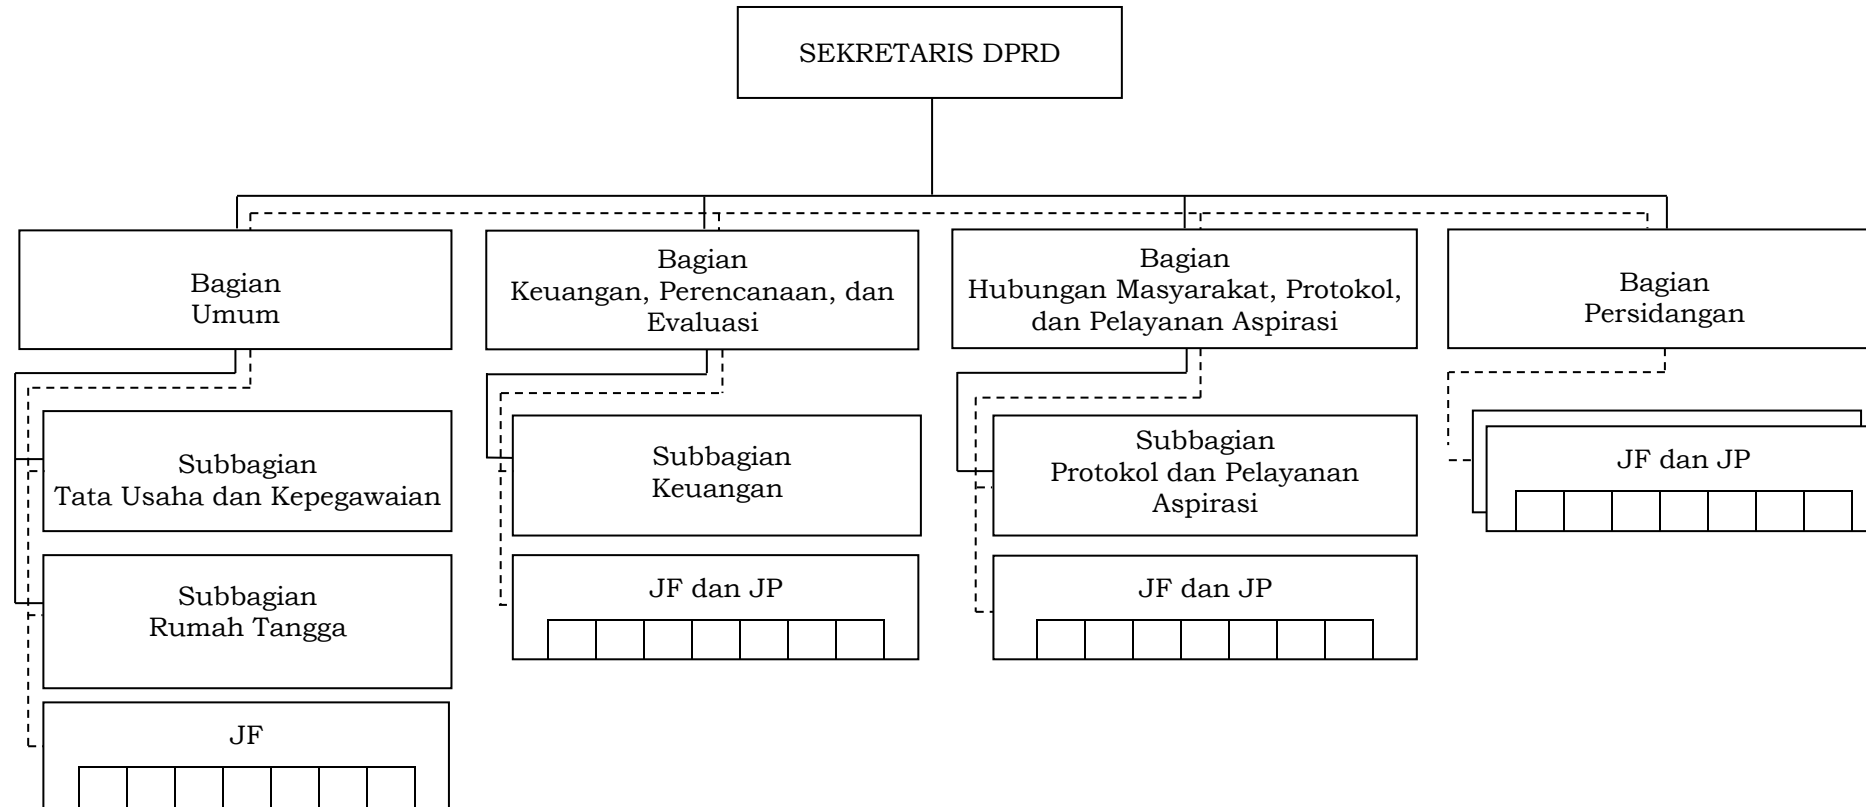 SEKRETARIS DPRD
Bagian
Umum
Bagian
Keuangan, Perencanaan, dan
Evaluasi
Bagian
Hubungan Masyarakat, Protokol,
dan Pelayanan Aspirasi
Bagian
Persidangan
Subbagian
Tata Usaha dan Kepegawaian
Subbagian
Keuangan
Subbagian
Protokol dan Pelayanan
Aspirasi
JF dan JP
Subbagian
Rumah Tangga
JF dan JP
JF dan JP
JF